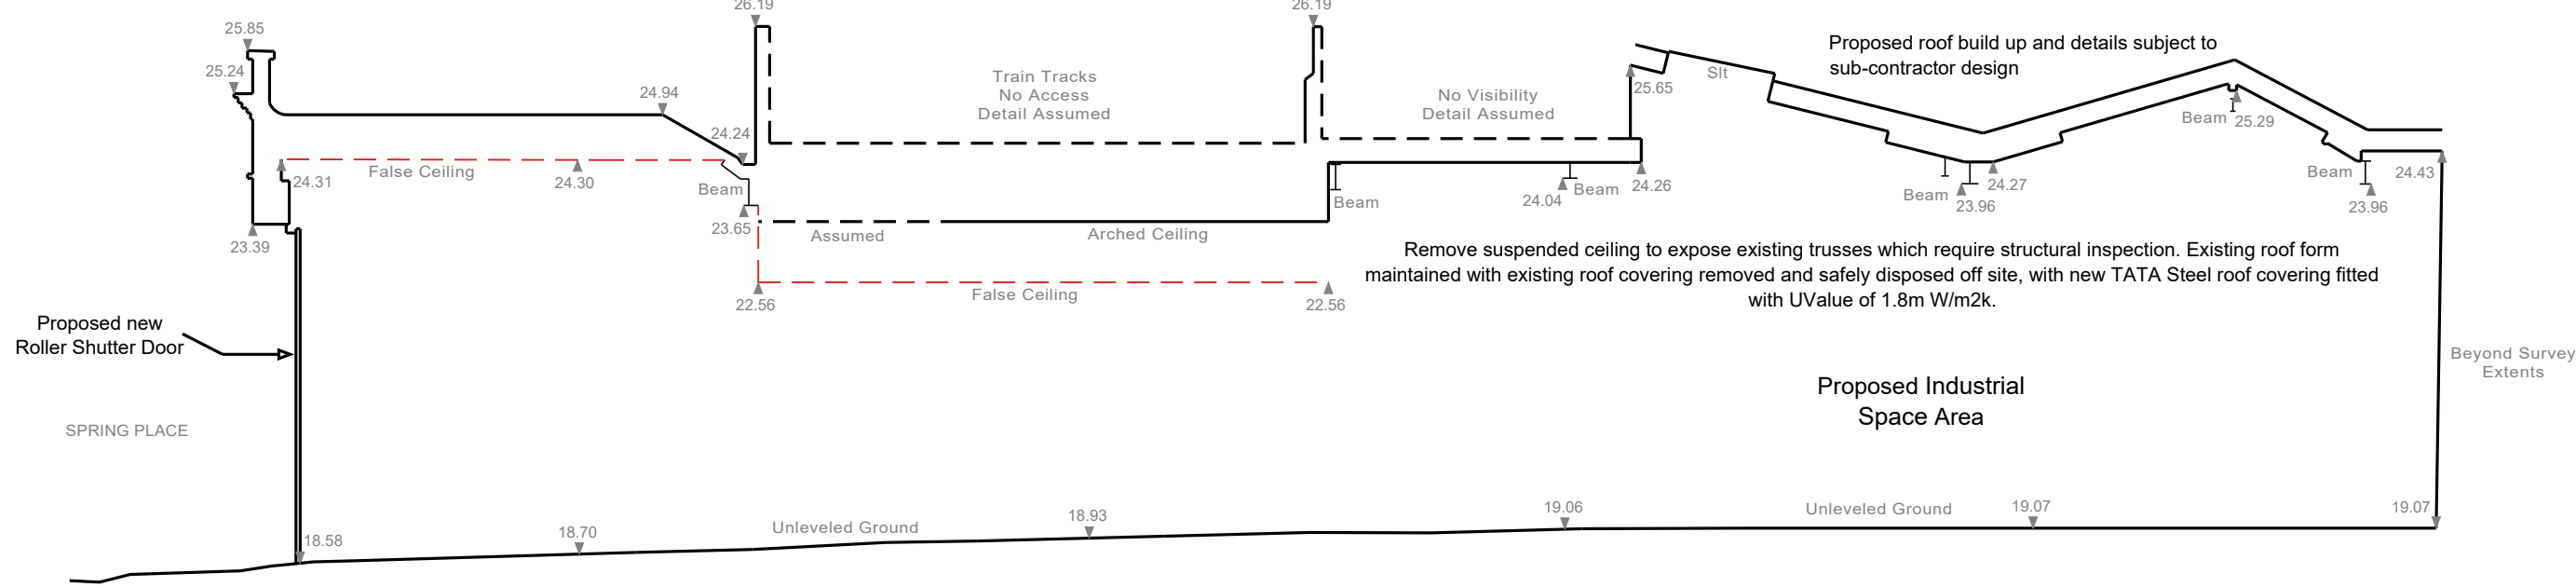 26.19
26.19
25.85
25.24
24.94
24.24
Train Tracks
No Access
Detail Assumed
No Visibility
Detail Assumed
25.65
Slt
Proposed roof build up and details subject to
sub-contractor design
Beam
25.29
24.31
False Ceiling
24.30
Beam
23.65
23.39
Assumed
Arched Ceiling
Beam
24.04
Beam
24.26
Beam
24.27
23.96
Beam
23.96
24.43
22.56
False Ceiling
22.56
Remove suspended ceiling to expose existing trusses which require structural inspection. Existing roof form
maintained with existing roof covering removed and safely disposed off site, with new TATA Steel roof covering fitted
with UValue of 1.8m W/m2k.
Proposed new
Roller Shutter Door
SPRING PLACE
Beyond Survey
Extents
Proposed Industrial
Space Area
18.58
18.70
Unleveled Ground
18.93
19.06
Unleveled Ground
19.07
19.07